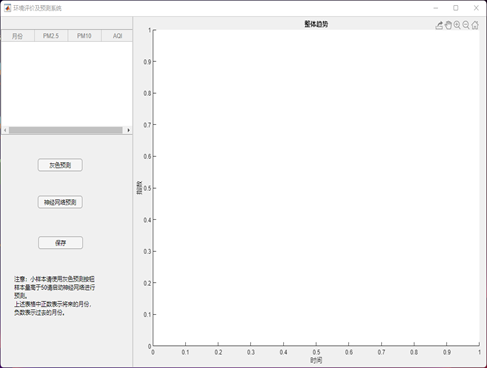 环境评价及预测系统
月份 PM2.5 PM10 AQI
灰色预测
神经网络预测
保存
注意：小样本请使用灰色预测按钮
样本量高于50请启动神经网络进行
预测。
上述表格中正数表示将来的月份，
负数表示过去的月份。
整体趋势
指数
1
0.9
0.8
0.7
0.6
0.5
0.4
0.3
0.2
0.1
0
0 0.1 0.2 0.3 0.4 0.5 0.6 0.7 0.8 0.9 1
时间